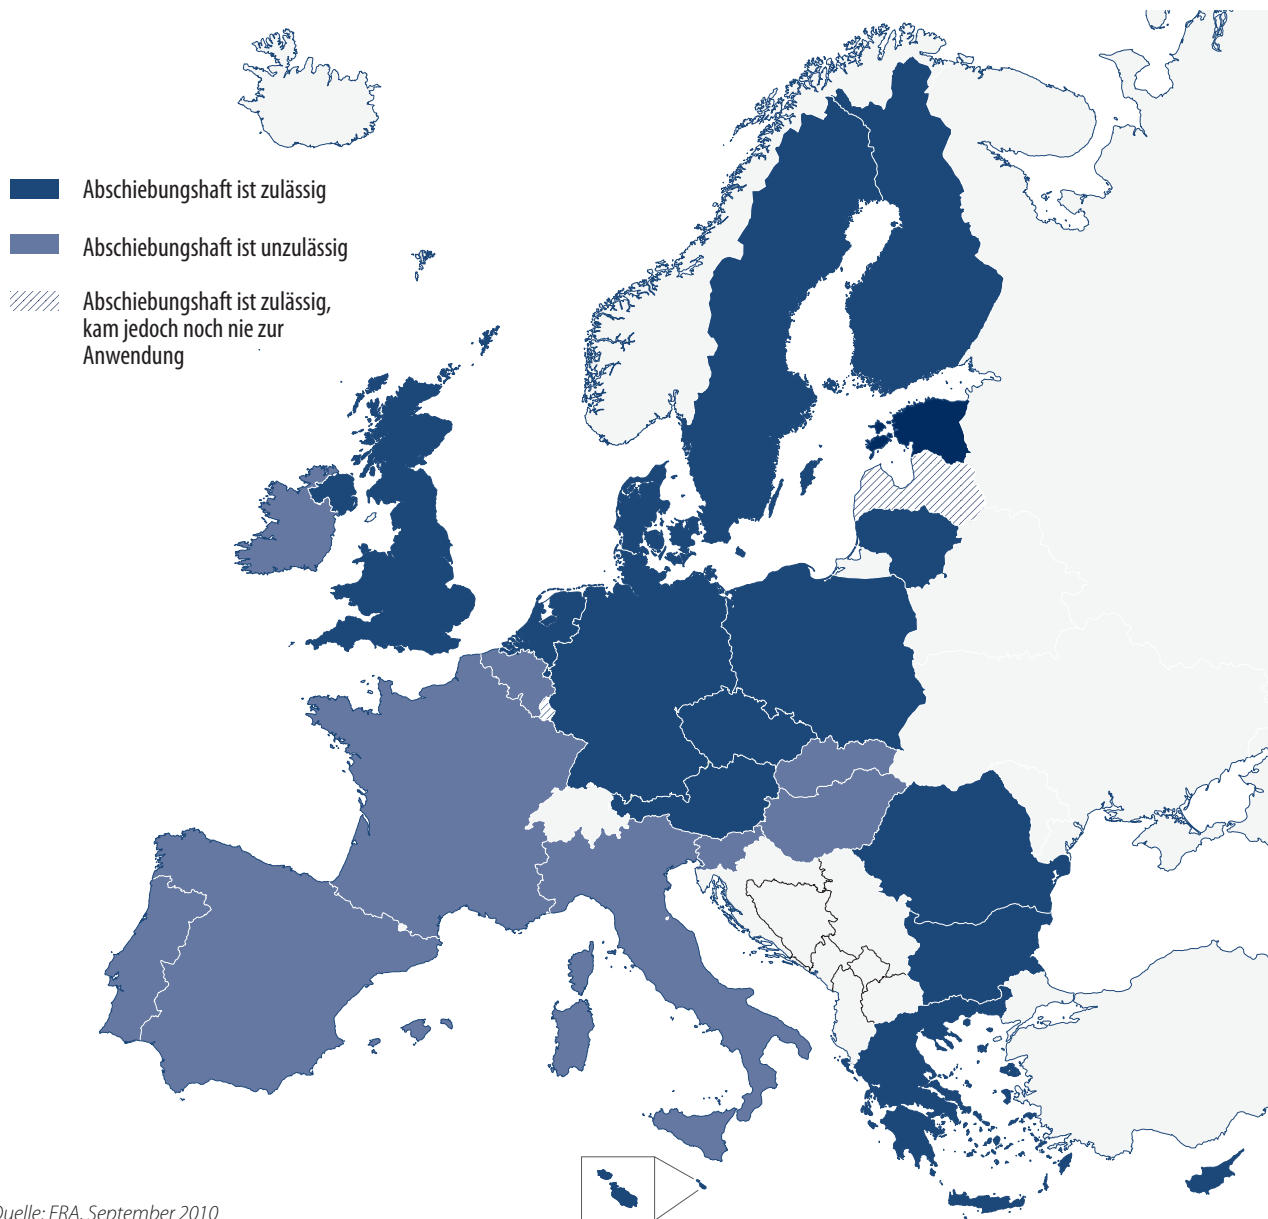 Abschiebungshaft ist zulässig
Abschiebungshaft ist unzulässig
Abschiebungshaft ist zulässig,
kam jedoch noch nie zur
Anwendung
Quelle: FRA, September 2010